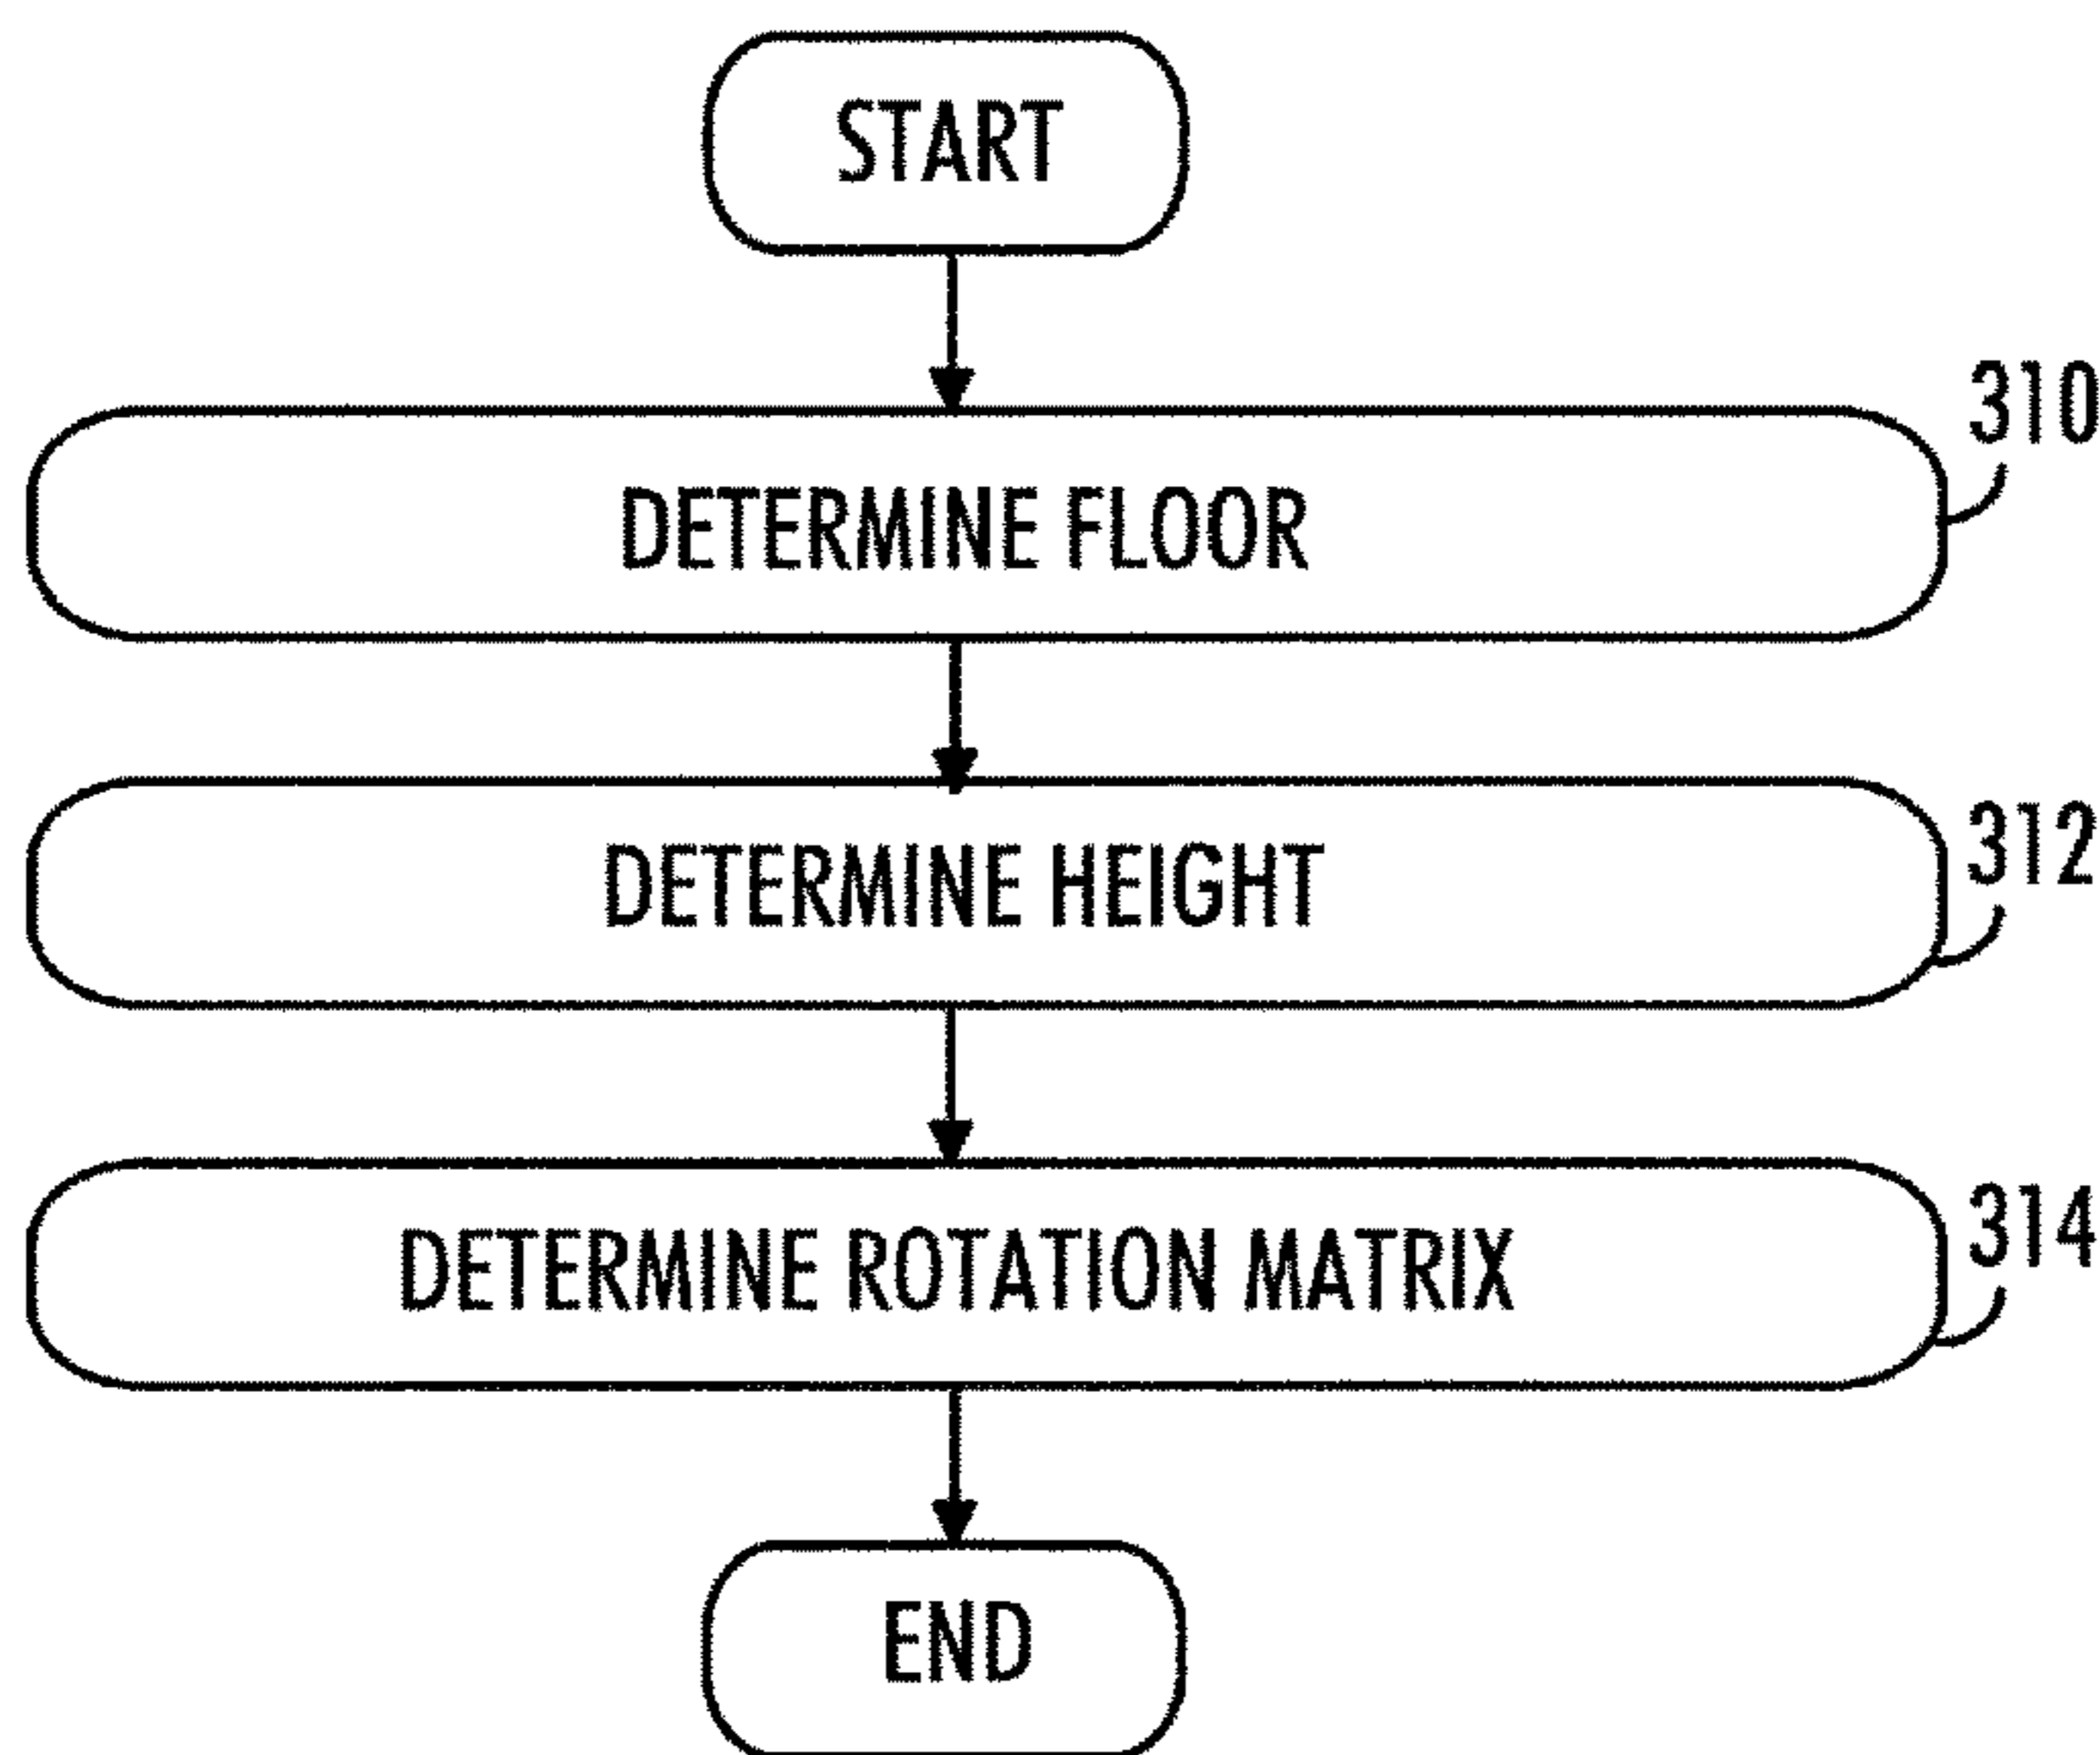 START
310
DETERMINE FLOOR
312
DETERMINE HEIGHT
314
DETERMINE ROTATION MATRIX
END